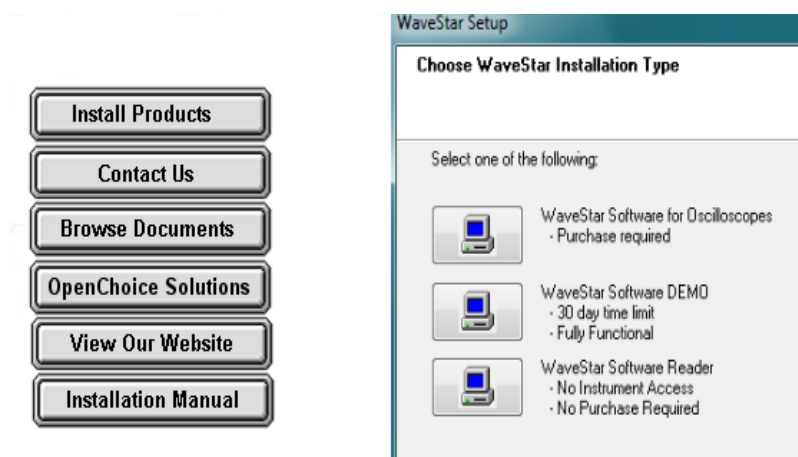 Install Products
Contact Us
Browse Documents
OpenChoice Solutions
View Our Website
Installation Manual
WaveStar Setup
Choose WaveStar Installation Type
Select one of the following:
WaveStar Software for Oscilloscopes
- Purchase required
WaveStar Software DEMO
- 30 day time limit
- Fully Functional
WaveStar Software Reader
- No Instrument Access
- No Purchase Required